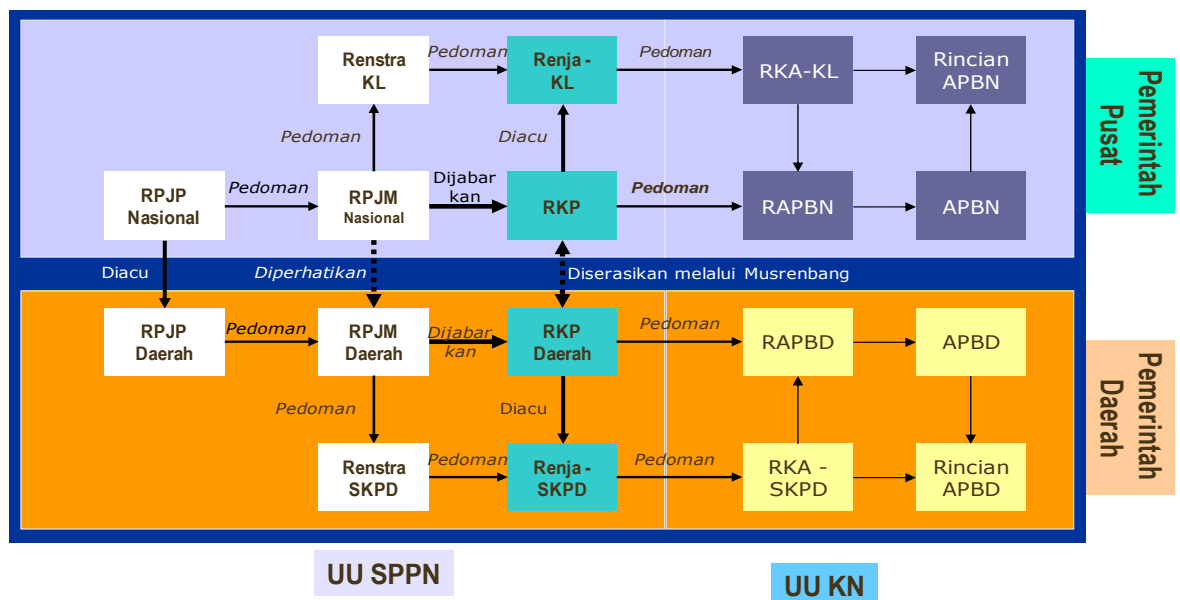 Renstra
KL
Pedoman
Renja -
KL
Pedoman
RKA-KL
Rincian
APBN
Pemerintah
Pusat
Pedoman
Diacu
RPJP
Nasional
Pedoman
RPJM
Nasional
Dijabar
kan
RKP
Pedoman
RAPBN
APBN
Diacu
Diperhatikan
Diserasikan melalui Musrenbang
RPJP
Daerah
Pedoman
RPJM
Daerah
Dijabar
kan
RKP
Daerah
Pedoman
RAPBD
APBD
Pemerintah
Daerah
Pedoman
Diacu
Renstra
SKPD
Pedoman
Renja -
SKPD
Pedoman
RKA -
SKPD
Rincian
APBD
UU SPPN
UU KN